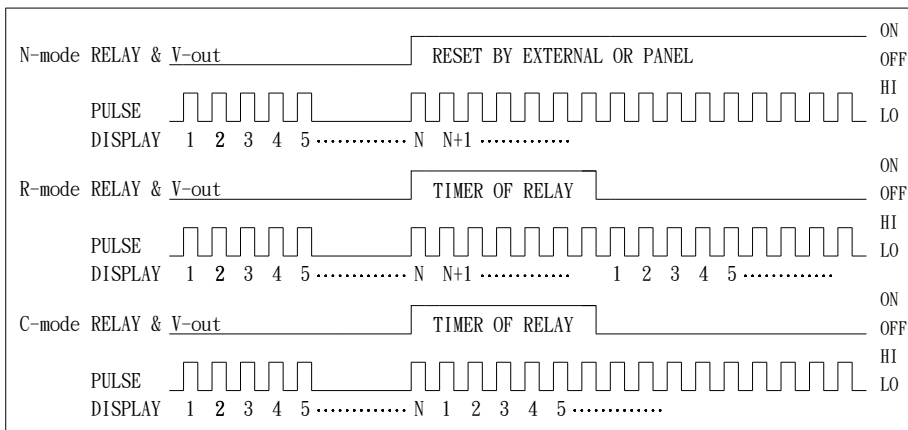 ON
N-mode RELAY & V-out RESET BY EXTERNAL OR PANEL OFF
HI
PULSE LO
DISPLAY 1 2 3 4 5 ············· N N+1 ·············
ON
R-mode RELAY & V-out TIMER OF RELAY OFF
HI
PULSE LO
DISPLAY 1 2 3 4 5 ············· N N+1 ············· 1 2 3 4 5 ·············
ON
C-mode RELAY & V-out TIMER OF RELAY OFF
HI
PULSE LO
DISPLAY 1 2 3 4 5 ············· N 1 2 3 4 5 ·············